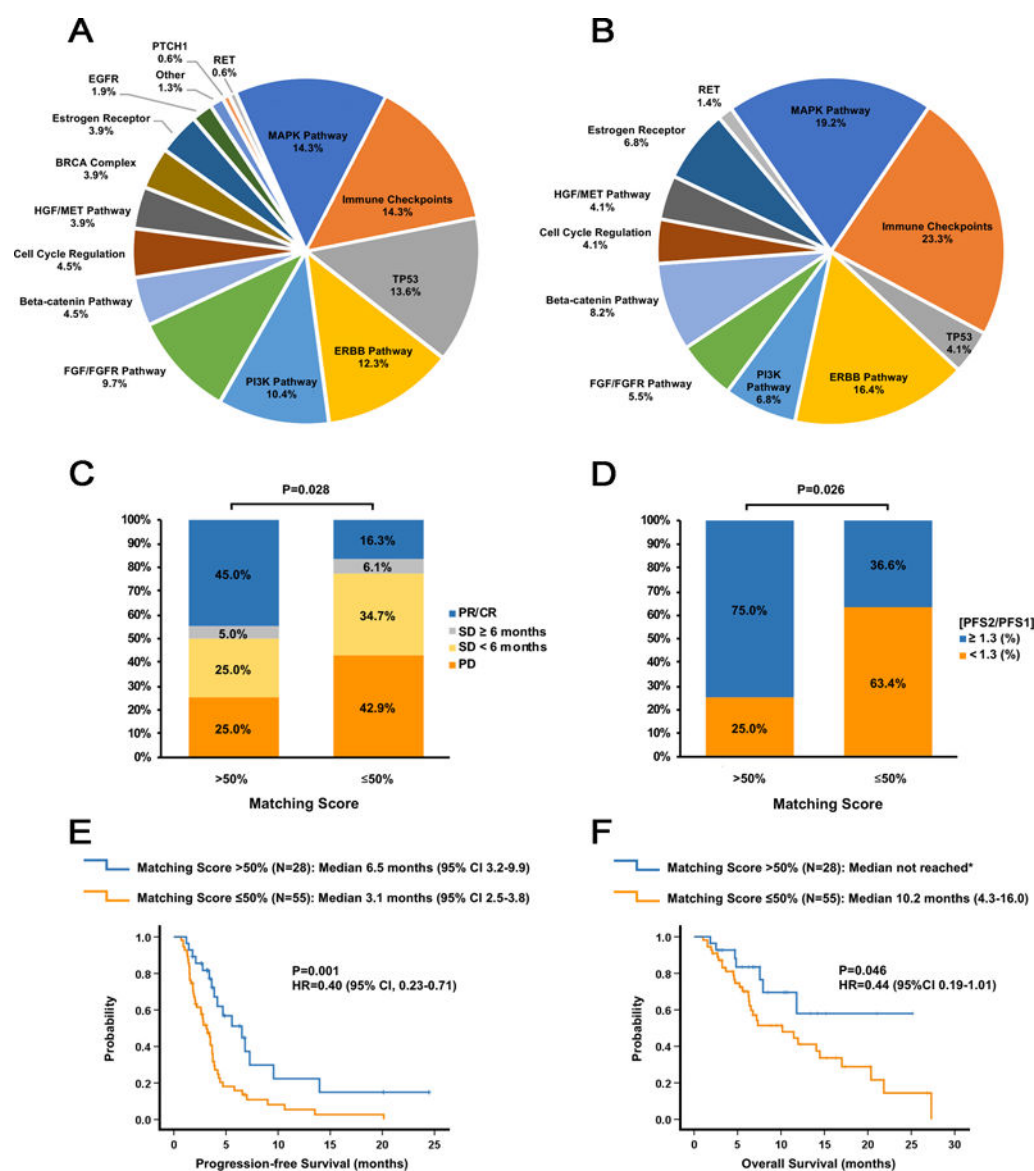 A
PTCH1
0.6%
RET
0.6%
Other
1.3%
EGFR
1.9%
Estrogen Receptor
3.9%
BRCA Complex
3.9%
HGF/MET Pathway
3.9%
Cell Cycle Regulation
4.5%
Beta-catenin Pathway
4.5%
FGF/FGFR Pathway
9.7%
PI3K Pathway
10.4%
ERBB Pathway
12.3%
TP53
13.6%
Immune Checkpoints
14.3%
MAPK Pathway
14.3%
B
RET
1.4%
Estrogen Receptor
6.8%
HGF/MET Pathway
4.1%
Cell Cycle Regulation
4.1%
Beta-catenin Pathway
8.2%
FGF/FGFR Pathway
5.5%
PI3K
Pathway
6.8%
ERBB Pathway
16.4%
TP53
4.1%
Immune Checkpoints
23.3%
MAPK Pathway
19.2%
C
P=0.028
100%
90%
80%
70%
60%
50%
40%
30%
20%
10%
0%
45.0%
5.0%
25.0%
25.0%
16.3%
6.1%
34.7%
42.9%
PR/CR
SD ≥ 6 months
SD < 6 months
PD
>50%
≤50%
Matching Score
D
P=0.026
100%
90%
80%
70%
60%
50%
40%
30%
20%
10%
0%
75.0%
25.0%
36.6%
63.4%
[PFS2/PFS1]
≥ 1.3 (%)
< 1.3 (%)
>50%
≤50%
Matching Score
E
Matching Score >50% (N=28): Median 6.5 months (95% CI 3.2-9.9)
Matching Score ≤50% (N=55): Median 3.1 months (95% CI 2.5-3.8)
P=0.001
HR=0.40 (95% CI, 0.23-0.71)
Probability
1.0
0.8
0.6
0.4
0.2
0.0
0 5 10 15 20 25
Progression-free Survival (months)
F
Matching Score >50% (N=28): Median not reached*
Matching Score ≤50% (N=55): Median 10.2 months (4.3-16.0)
P=0.046
HR=0.44 (95%CI 0.19-1.01)
Probability
1.0
0.8
0.6
0.4
0.2
0.0
0 5 10 15 20 25 30
Overall Survival (months)